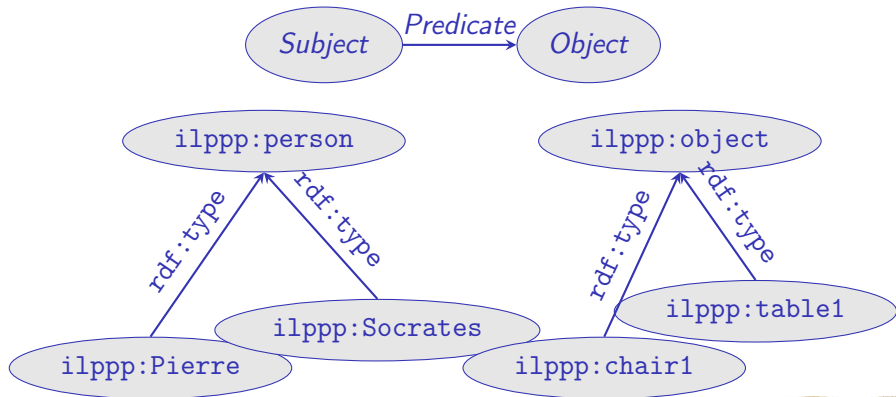 Subject Predicate Object
ilppp:person ilppp:object
rdf:type rdf:type rdf:type rdf:type
ilppp:Socrates ilppp:table1
ilppp:Pierre ilppp:chair1